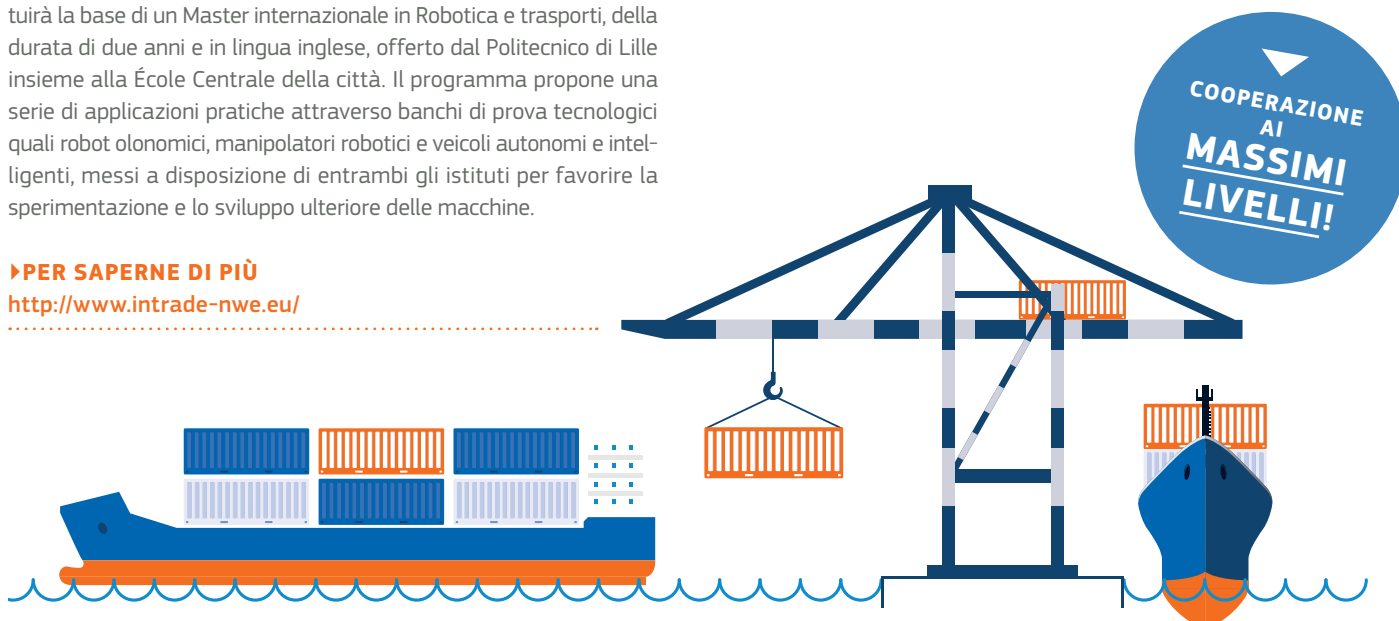 tuirà la base di un Master internazionale in Robotica e trasporti, della
durata di due anni e in lingua inglese, offerto dal Politecnico di Lille
insieme alla École Centrale della città. Il programma propone una
serie di applicazioni pratiche attraverso banchi di prova tecnologici
quali robot olonomici, manipolatori robotici e veicoli autonomi e intel-
ligenti, messi a disposizione di entrambi gli istituti per favorire la
sperimentazione e lo sviluppo ulteriore delle macchine.
PER SAPERNE DI PIÙ
http://www.intrade-nwe.eu/
COOPERAZIONE
AI
MASSIMI
LIVELLI!